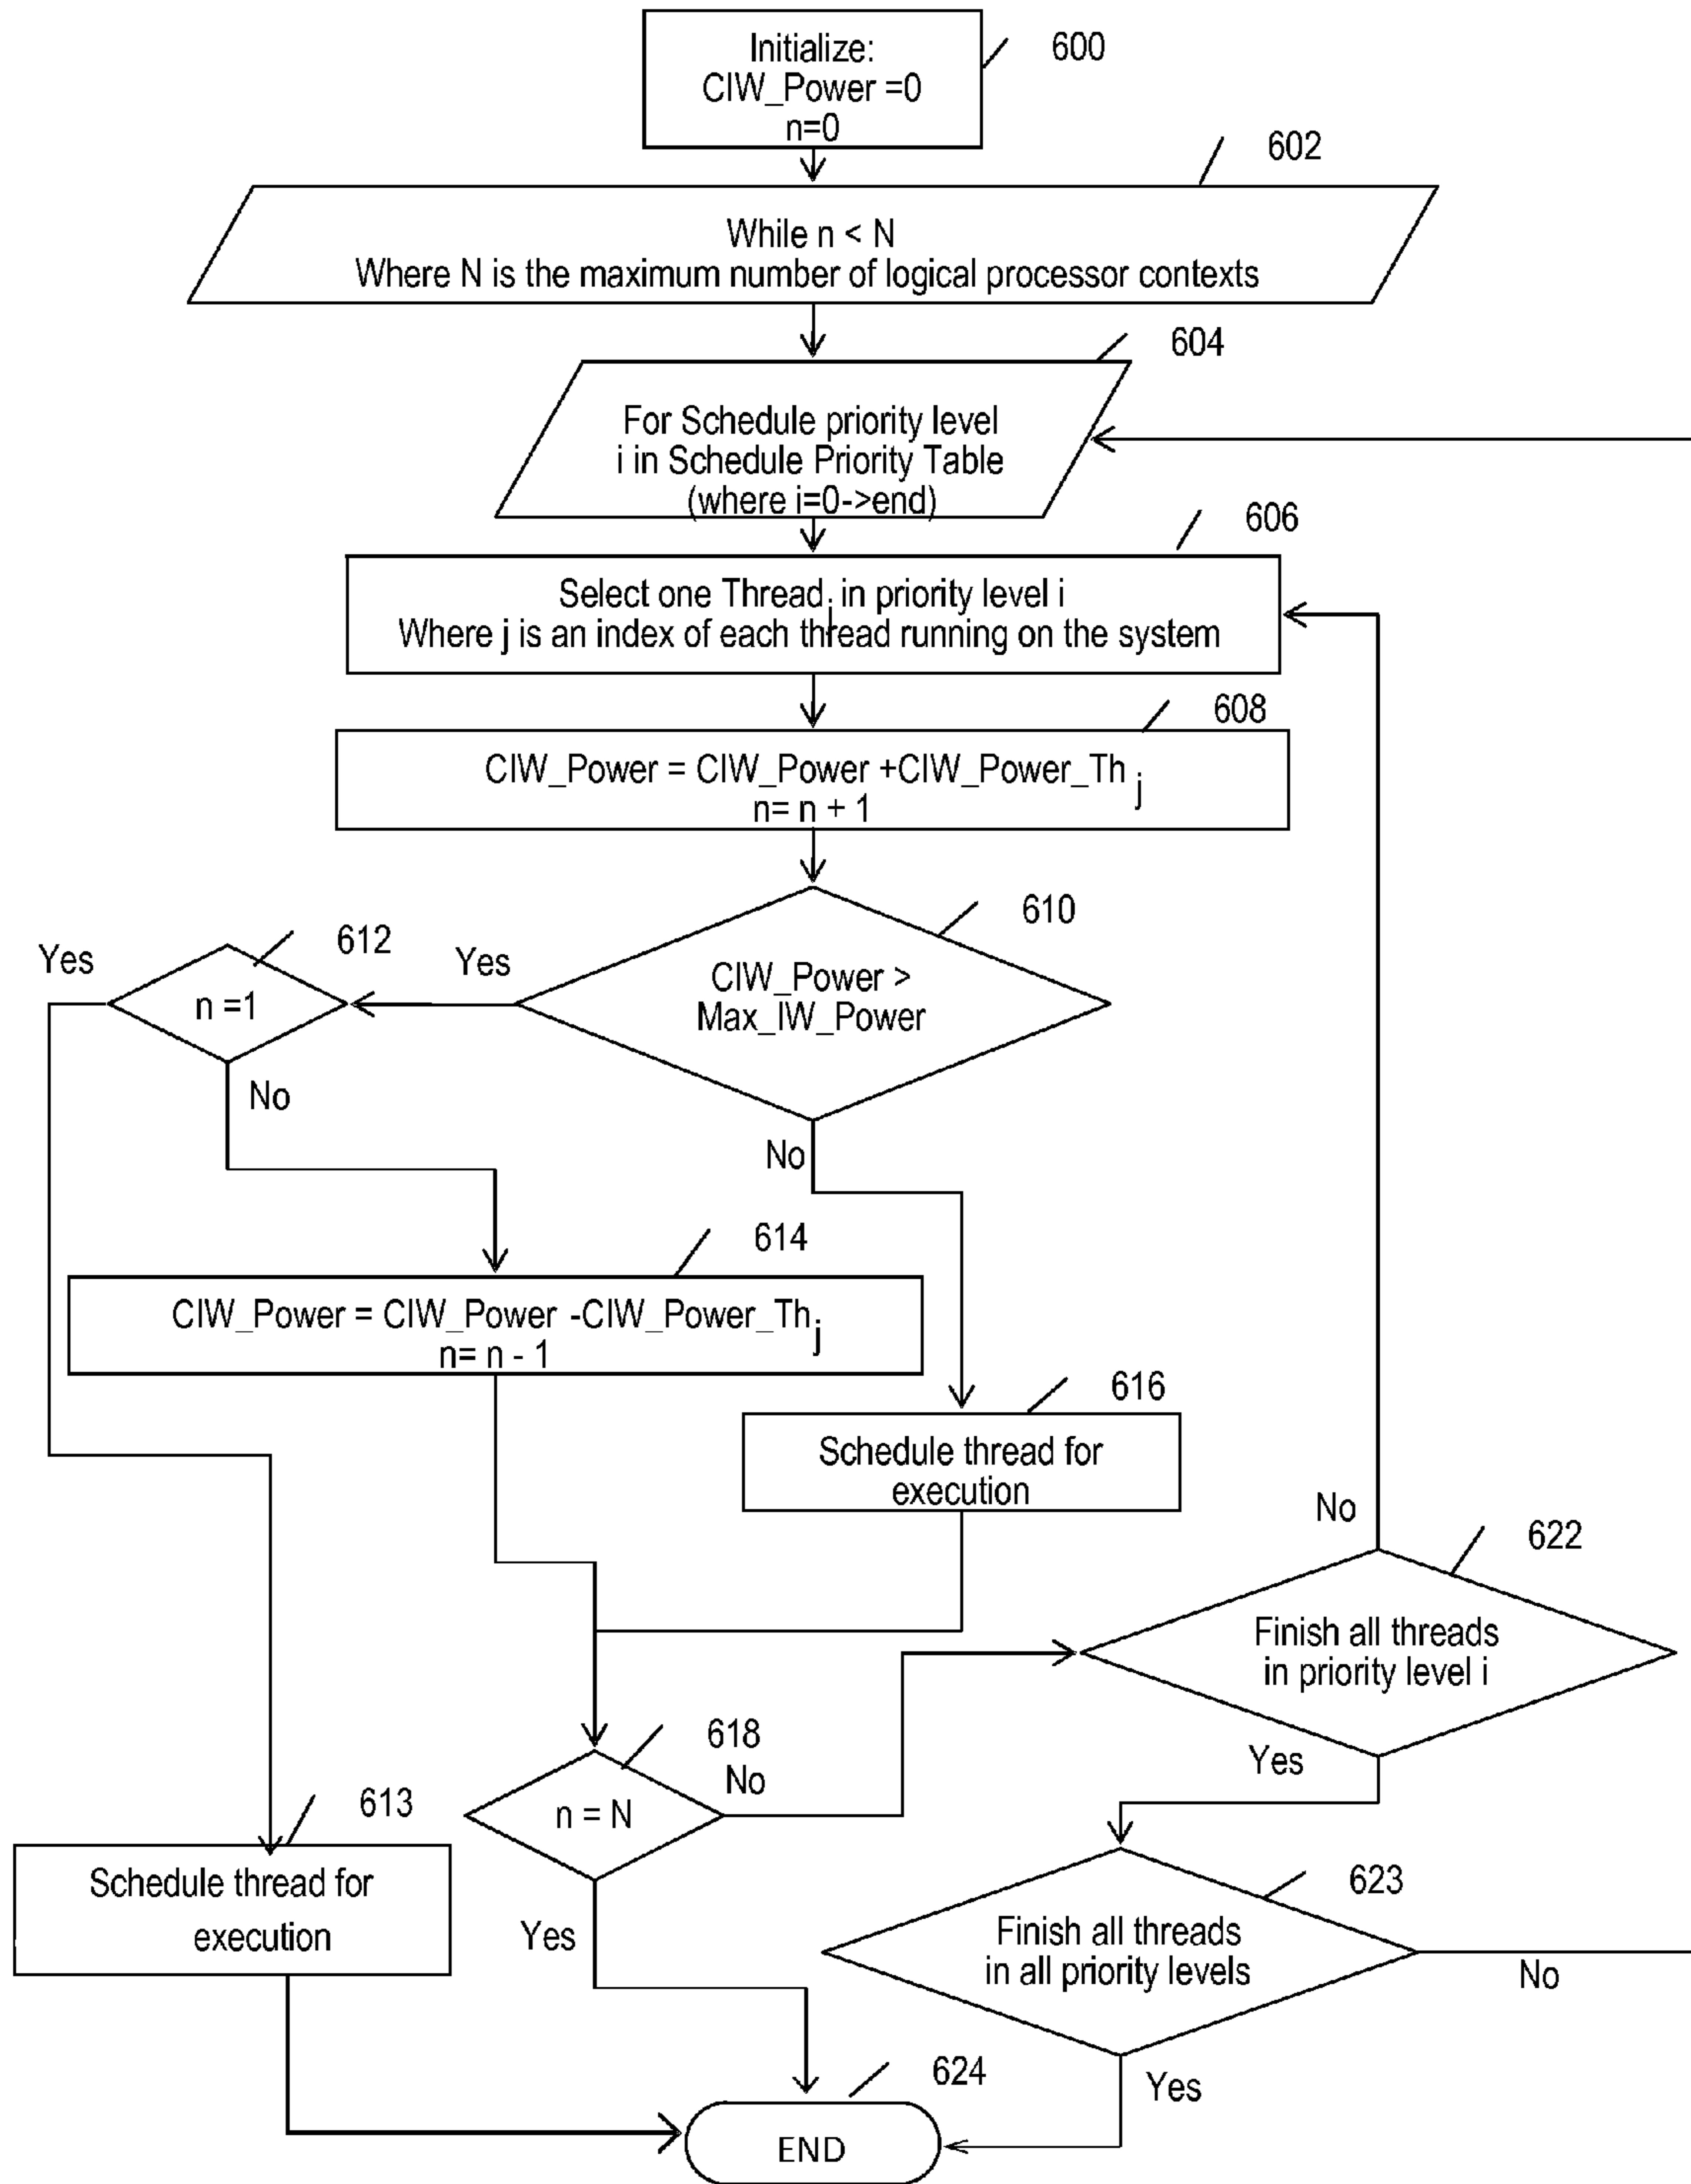 Initialize:
CIW_Power =0
n=0
600
602
While n < N
Where N is the maximum number of logical processor contexts
604
For Schedule priority level
i in Schedule Priority Table
(where i=0->end)
606
Select one Thread j in priority level i
Where j is an index of each thread running on the system
608
CIW_Power = CIW_Power +CIW_Power_Th j
n= n + 1
610
CIW_Power >
Max_IW_Power
Yes
612
n =1
Yes
No
No
614
CIW_Power = CIW_Power -CIW_Power_Th j
n= n - 1
616
Schedule thread for
execution
No
622
Finish all threads
in priority level i
Yes
618
n = N
No
Yes
613
Schedule thread for
execution
623
Finish all threads
in all priority levels
No
Yes
624
END